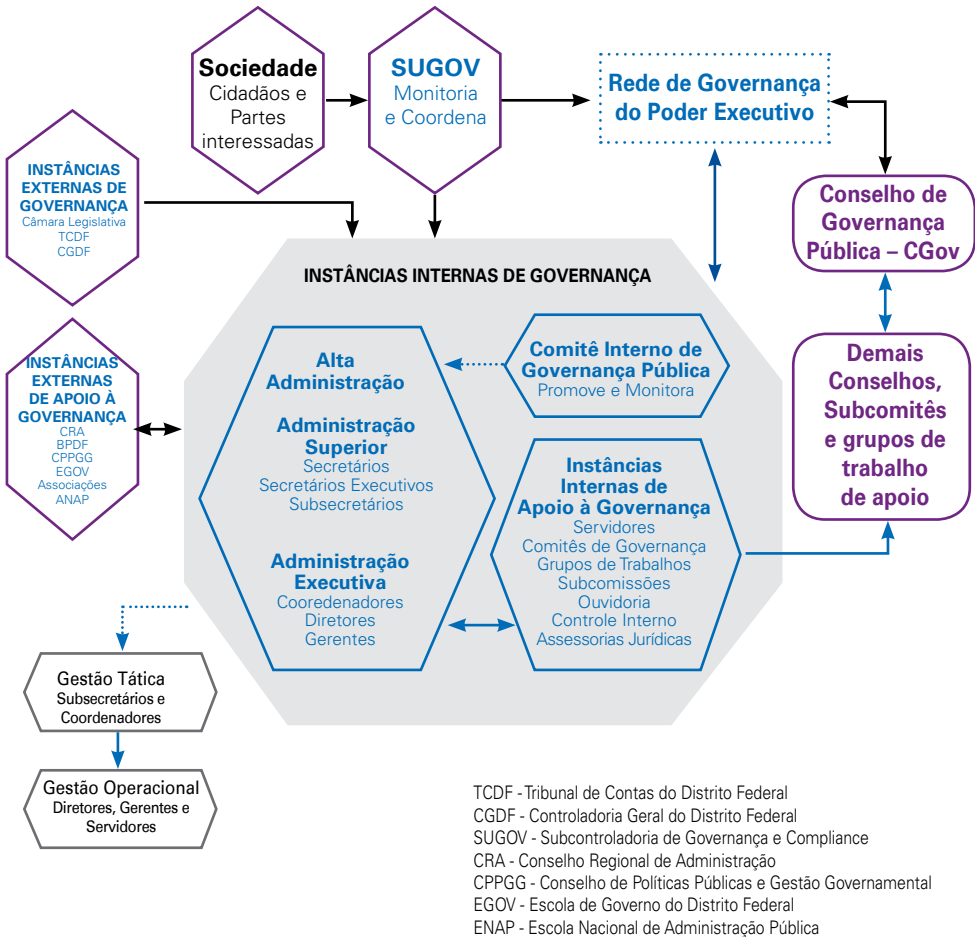 Sociedade
Cidadãos e
Partes
interessadas
SUGOV
Monitoria
e Coordena
Rede de Governança
do Poder Executivo
INSTÂNCIAS
EXTERNAS DE
GOVERNANÇA
Câmara Legislativa
TCDF
CGDF
Conselho de
Governança
Pública – CGov
INSTÂNCIAS INTERNAS DE GOVERNANÇA
INSTÂNCIAS
EXTERNAS
DE APOIO À
GOVERNANÇA
CRA
BPDF
CPPGG
EGOV
Associações
ANAP
Alta
Administração
Administração
Superior
Secretários
Secretários Executivos
Subsecretários
Administração
Executiva
Cooredenadores
Diretores
Gerentes
Comitê Interno de
Governança Pública
Promove e Monitora
Instâncias
Internas de
Apoio à Governança
Servidores
Comitês de Governança
Grupos de Trabalhos
Subcomissões
Ouvidoria
Controle Interno
Assessorias Jurídicas
Demais
Conselhos,
Subcomitês
e grupos de
trabalho
de apoio
Gestão Tática
Subsecretários e
Coordenadores
Gestão Operacional
Diretores, Gerentes e
Servidores
TCDF - Tribunal de Contas do Distrito Federal
CGDF - Controladoria Geral do Distrito Federal
SUGOV - Subcontroladoria de Governança e Compliance
CRA - Conselho Regional de Administração
CPPGG - Conselho de Políticas Públicas e Gestão Governamental
EGOV - Escola de Governo do Distrito Federal
ENAP - Escola Nacional de Administração Pública